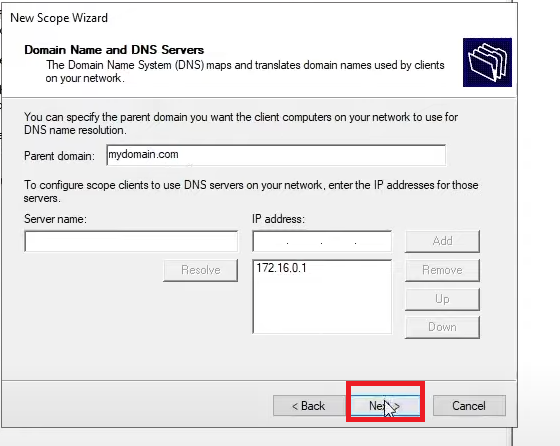 New Scope Wizard
Domain Name and DNS Servers
The Domain Name System (DNS) maps and translates domain names used by clients
on your network.
You can specify the parent domain you want the client computers on your network to use for
DNS name resolution.
Parent domain: mydomain.com
To configure scope clients to use DNS servers on your network, enter the IP addresses for those
servers.
Server name: IP address:
. . . Add
Resolve 172.16.0.1 Remove
Up
Down
< Back Next > Cancel